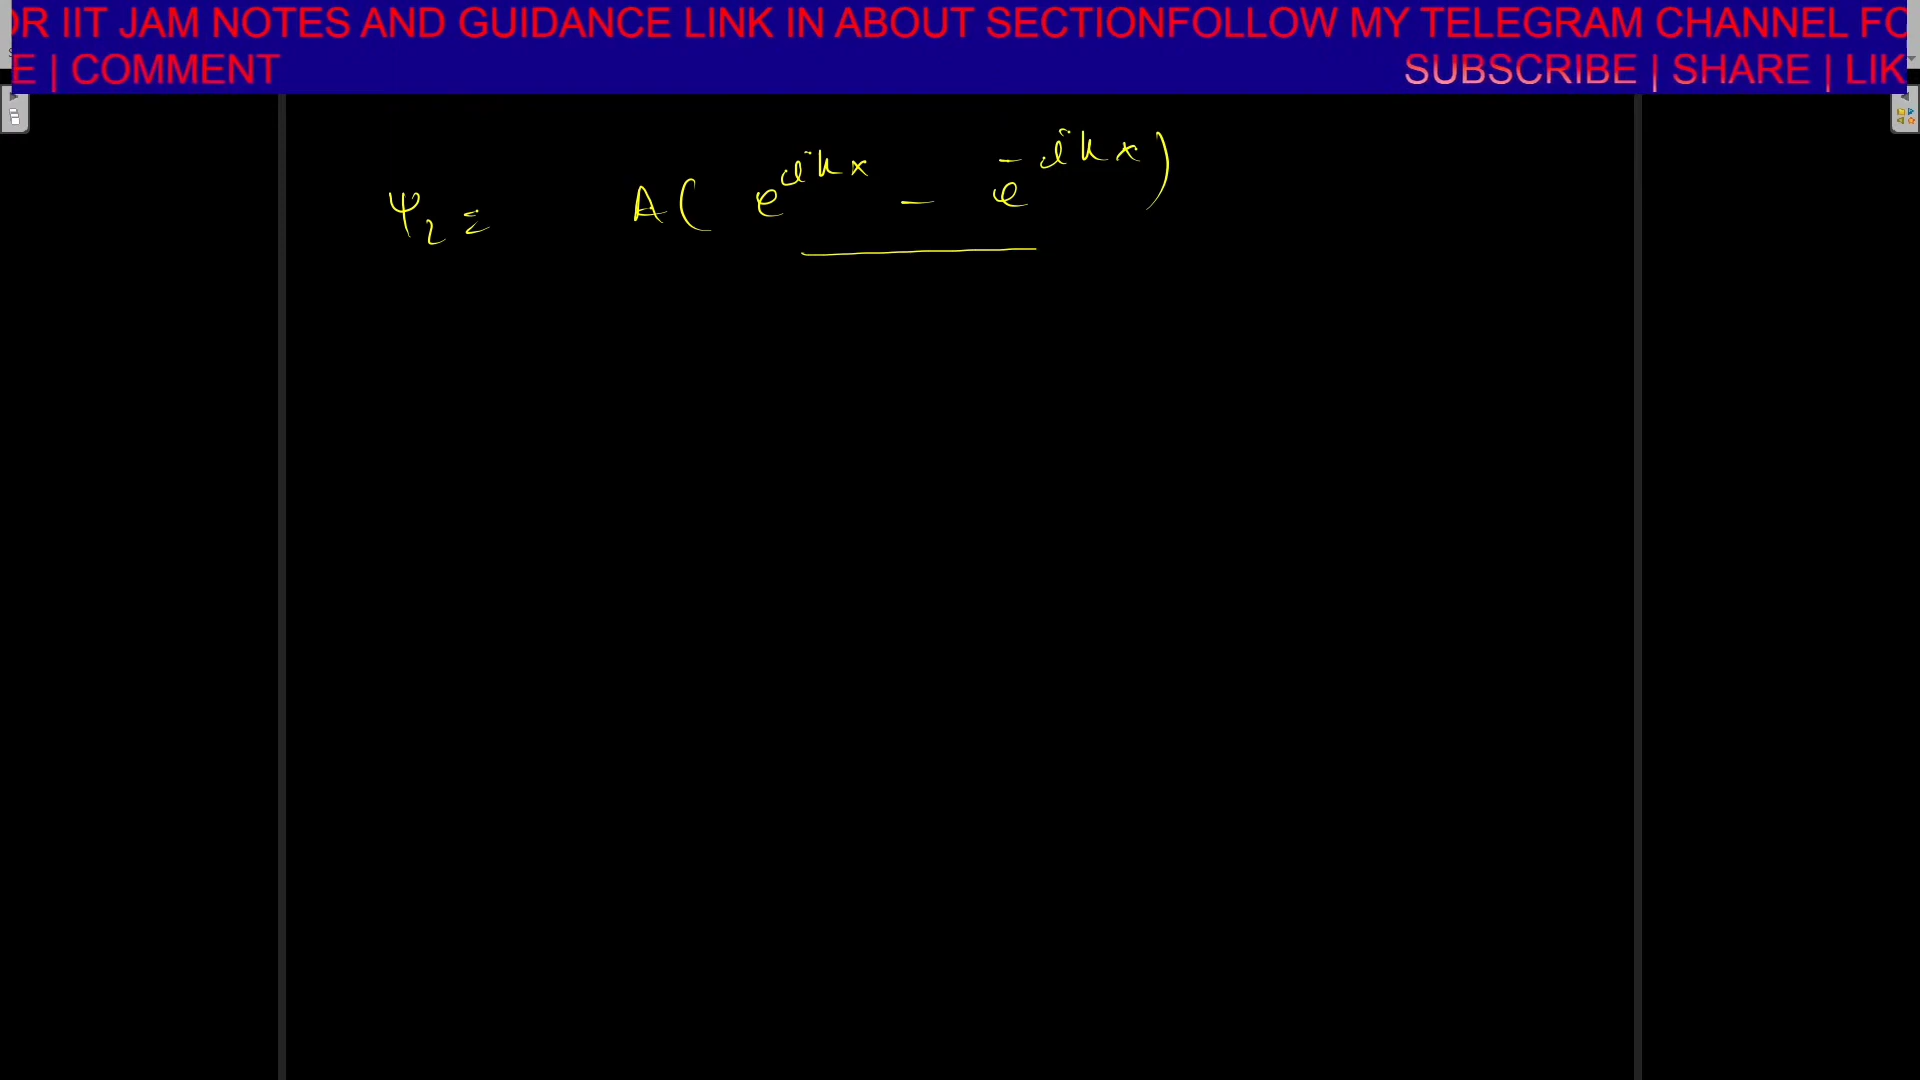 OR IIT JAM NOTES AND GUIDANCE LINK IN ABOUT SECTIONFOLLOW MY TELEGRAM CHANNEL FO
E | COMMENT SUBSCRIBE | SHARE | LIK
ψ₂ = A( e^{ikx} - e^{-ikx} )